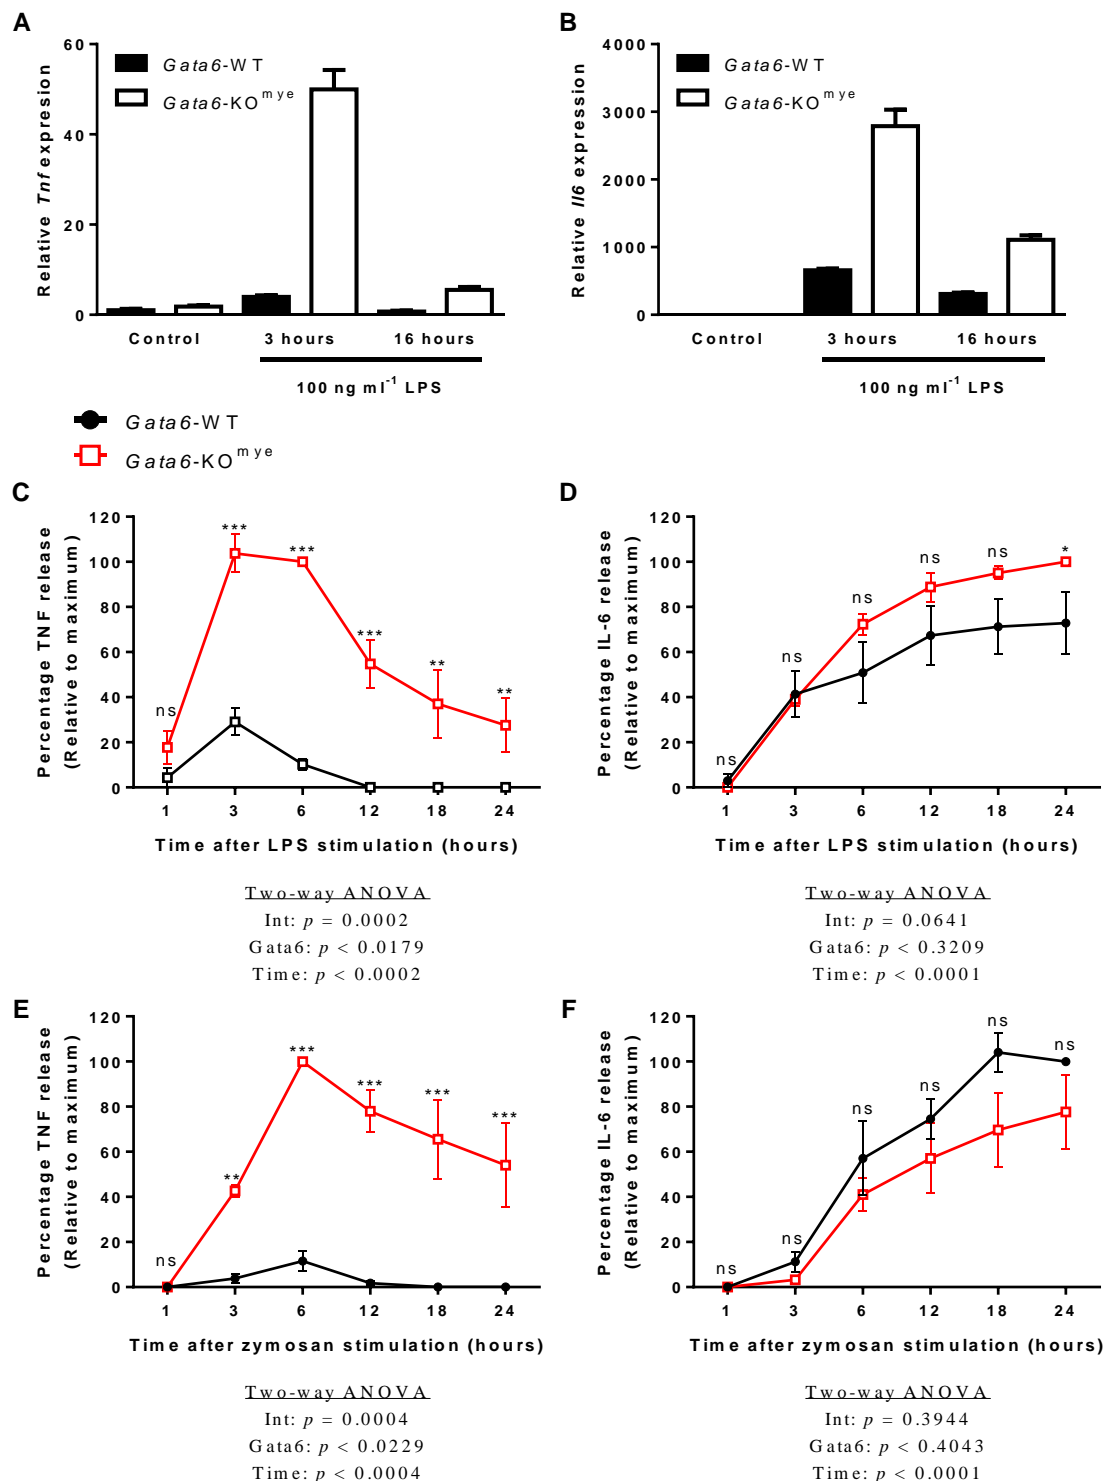 A
60
40
20
0
Relative Tnf expression
Gata6-WT
Gata6-KO^mye
Control
3 hours
16 hours
100 ng ml^-1 LPS
B
4000
3000
2000
1000
0
Relative Il6 expression
Gata6-WT
Gata6-KO^mye
Control
3 hours
16 hours
100 ng ml^-1 LPS
Gata6-WT
Gata6-KO^mye
C
Percentage TNF release
(Relative to maximum)
120
100
80
60
40
20
0
ns
***
***
***
**
**
1
3
6
12
18
24
Time after LPS stimulation (hours)
Two-way ANOVA
Int: p = 0.0002
Gata6: p < 0.0179
Time: p < 0.0002
D
Percentage IL-6 release
(Relative to maximum)
120
100
80
60
40
20
0
ns
ns
ns
ns
ns
*
1
3
6
12
18
24
Time after LPS stimulation (hours)
Two-way ANOVA
Int: p = 0.0641
Gata6: p < 0.3209
Time: p < 0.0001
E
Percentage TNF release
(Relative to maximum)
120
100
80
60
40
20
0
ns
**
***
***
***
***
1
3
6
12
18
24
Time after zymosan stimulation (hours)
Two-way ANOVA
Int: p = 0.0004
Gata6: p < 0.0229
Time: p < 0.0004
F
Percentage IL-6 release
(Relative to maximum)
120
100
80
60
40
20
0
ns
ns
ns
ns
ns
ns
1
3
6
12
18
24
Time after zymosan stimulation (hours)
Two-way ANOVA
Int: p = 0.3944
Gata6: p < 0.4043
Time: p < 0.0001